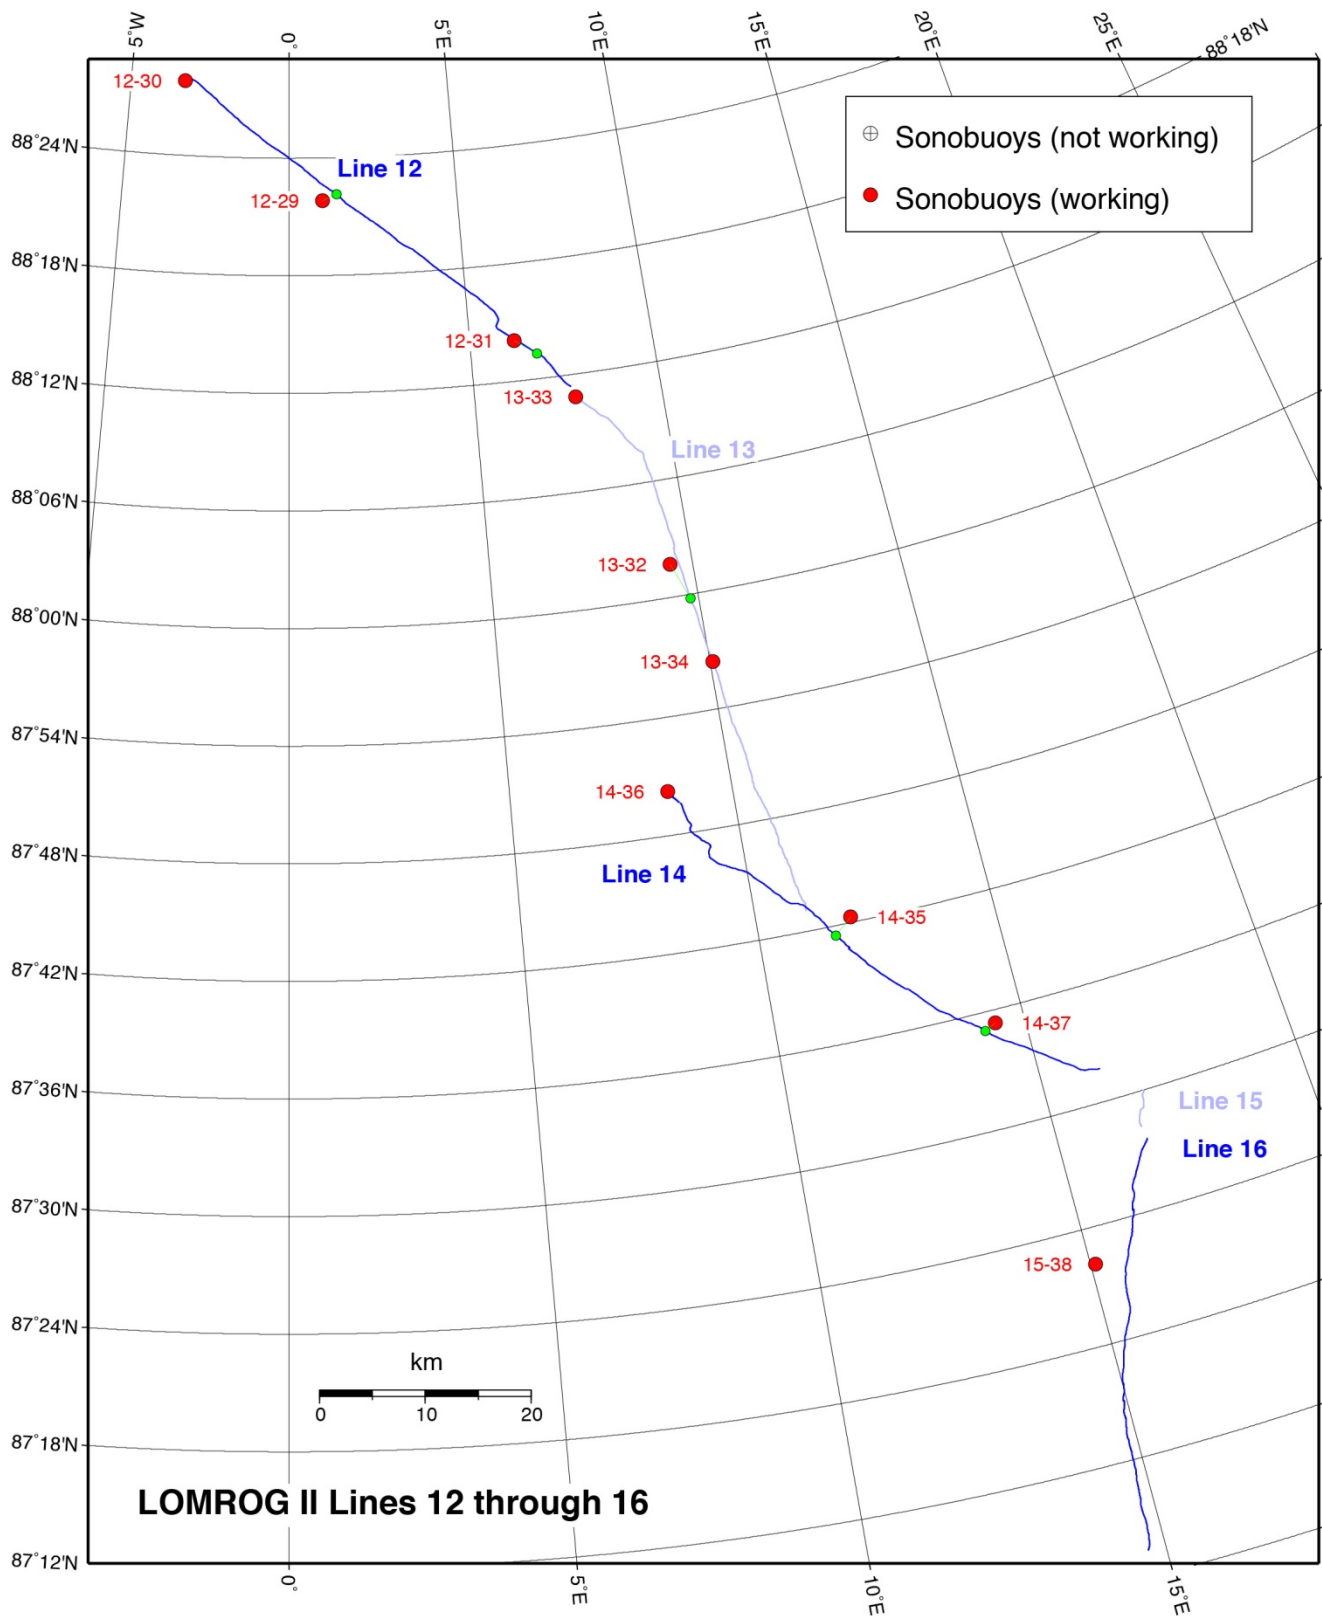 5˚W
0˚
5˚E
10˚E
15˚E
20˚E
25˚E
88˚18'N
12-30
Sonobuoys (not working)
88˚24'N
Line 12
Sonobuoys (working)
12-29
88˚18'N
12-31
88˚12'N
13-33
Line 13
88˚06'N
13-32
88˚00'N
13-34
87˚54'N
14-36
87˚48'N
Line 14
14-35
87˚42'N
14-37
87˚36'N
Line 15
Line 16
87˚30'N
15-38
87˚24'N
km
0 10 20
87˚18'N
LOMROG II Lines 12 through 16
87˚12'N
0˚
5˚E
10˚E
15˚E